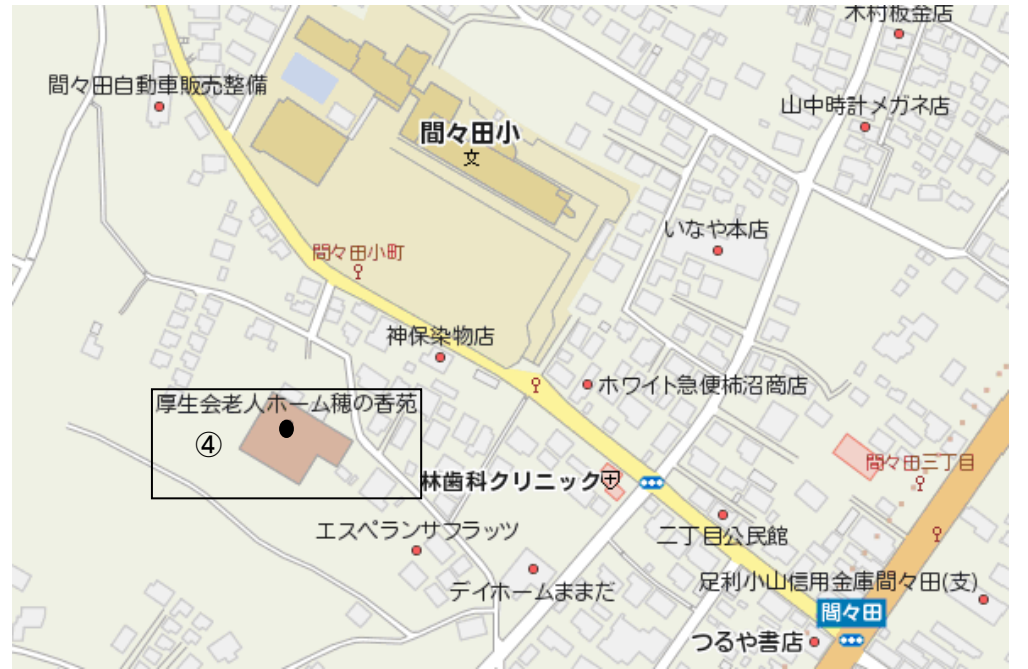 木村板金店
間々田自動車販売整備
山中時計メガネ店
間々田小
文
いなや本店
間々田小町
神保染物店
ホワイト急便柿沼商店
厚生会老人ホーム穂の香苑
④
間々田三丁目
林歯科クリニック
エスペランサフラッツ
二丁目公民館
デイホームままだ
足利小山信用金庫間々田(支)
間々田
つるや書店